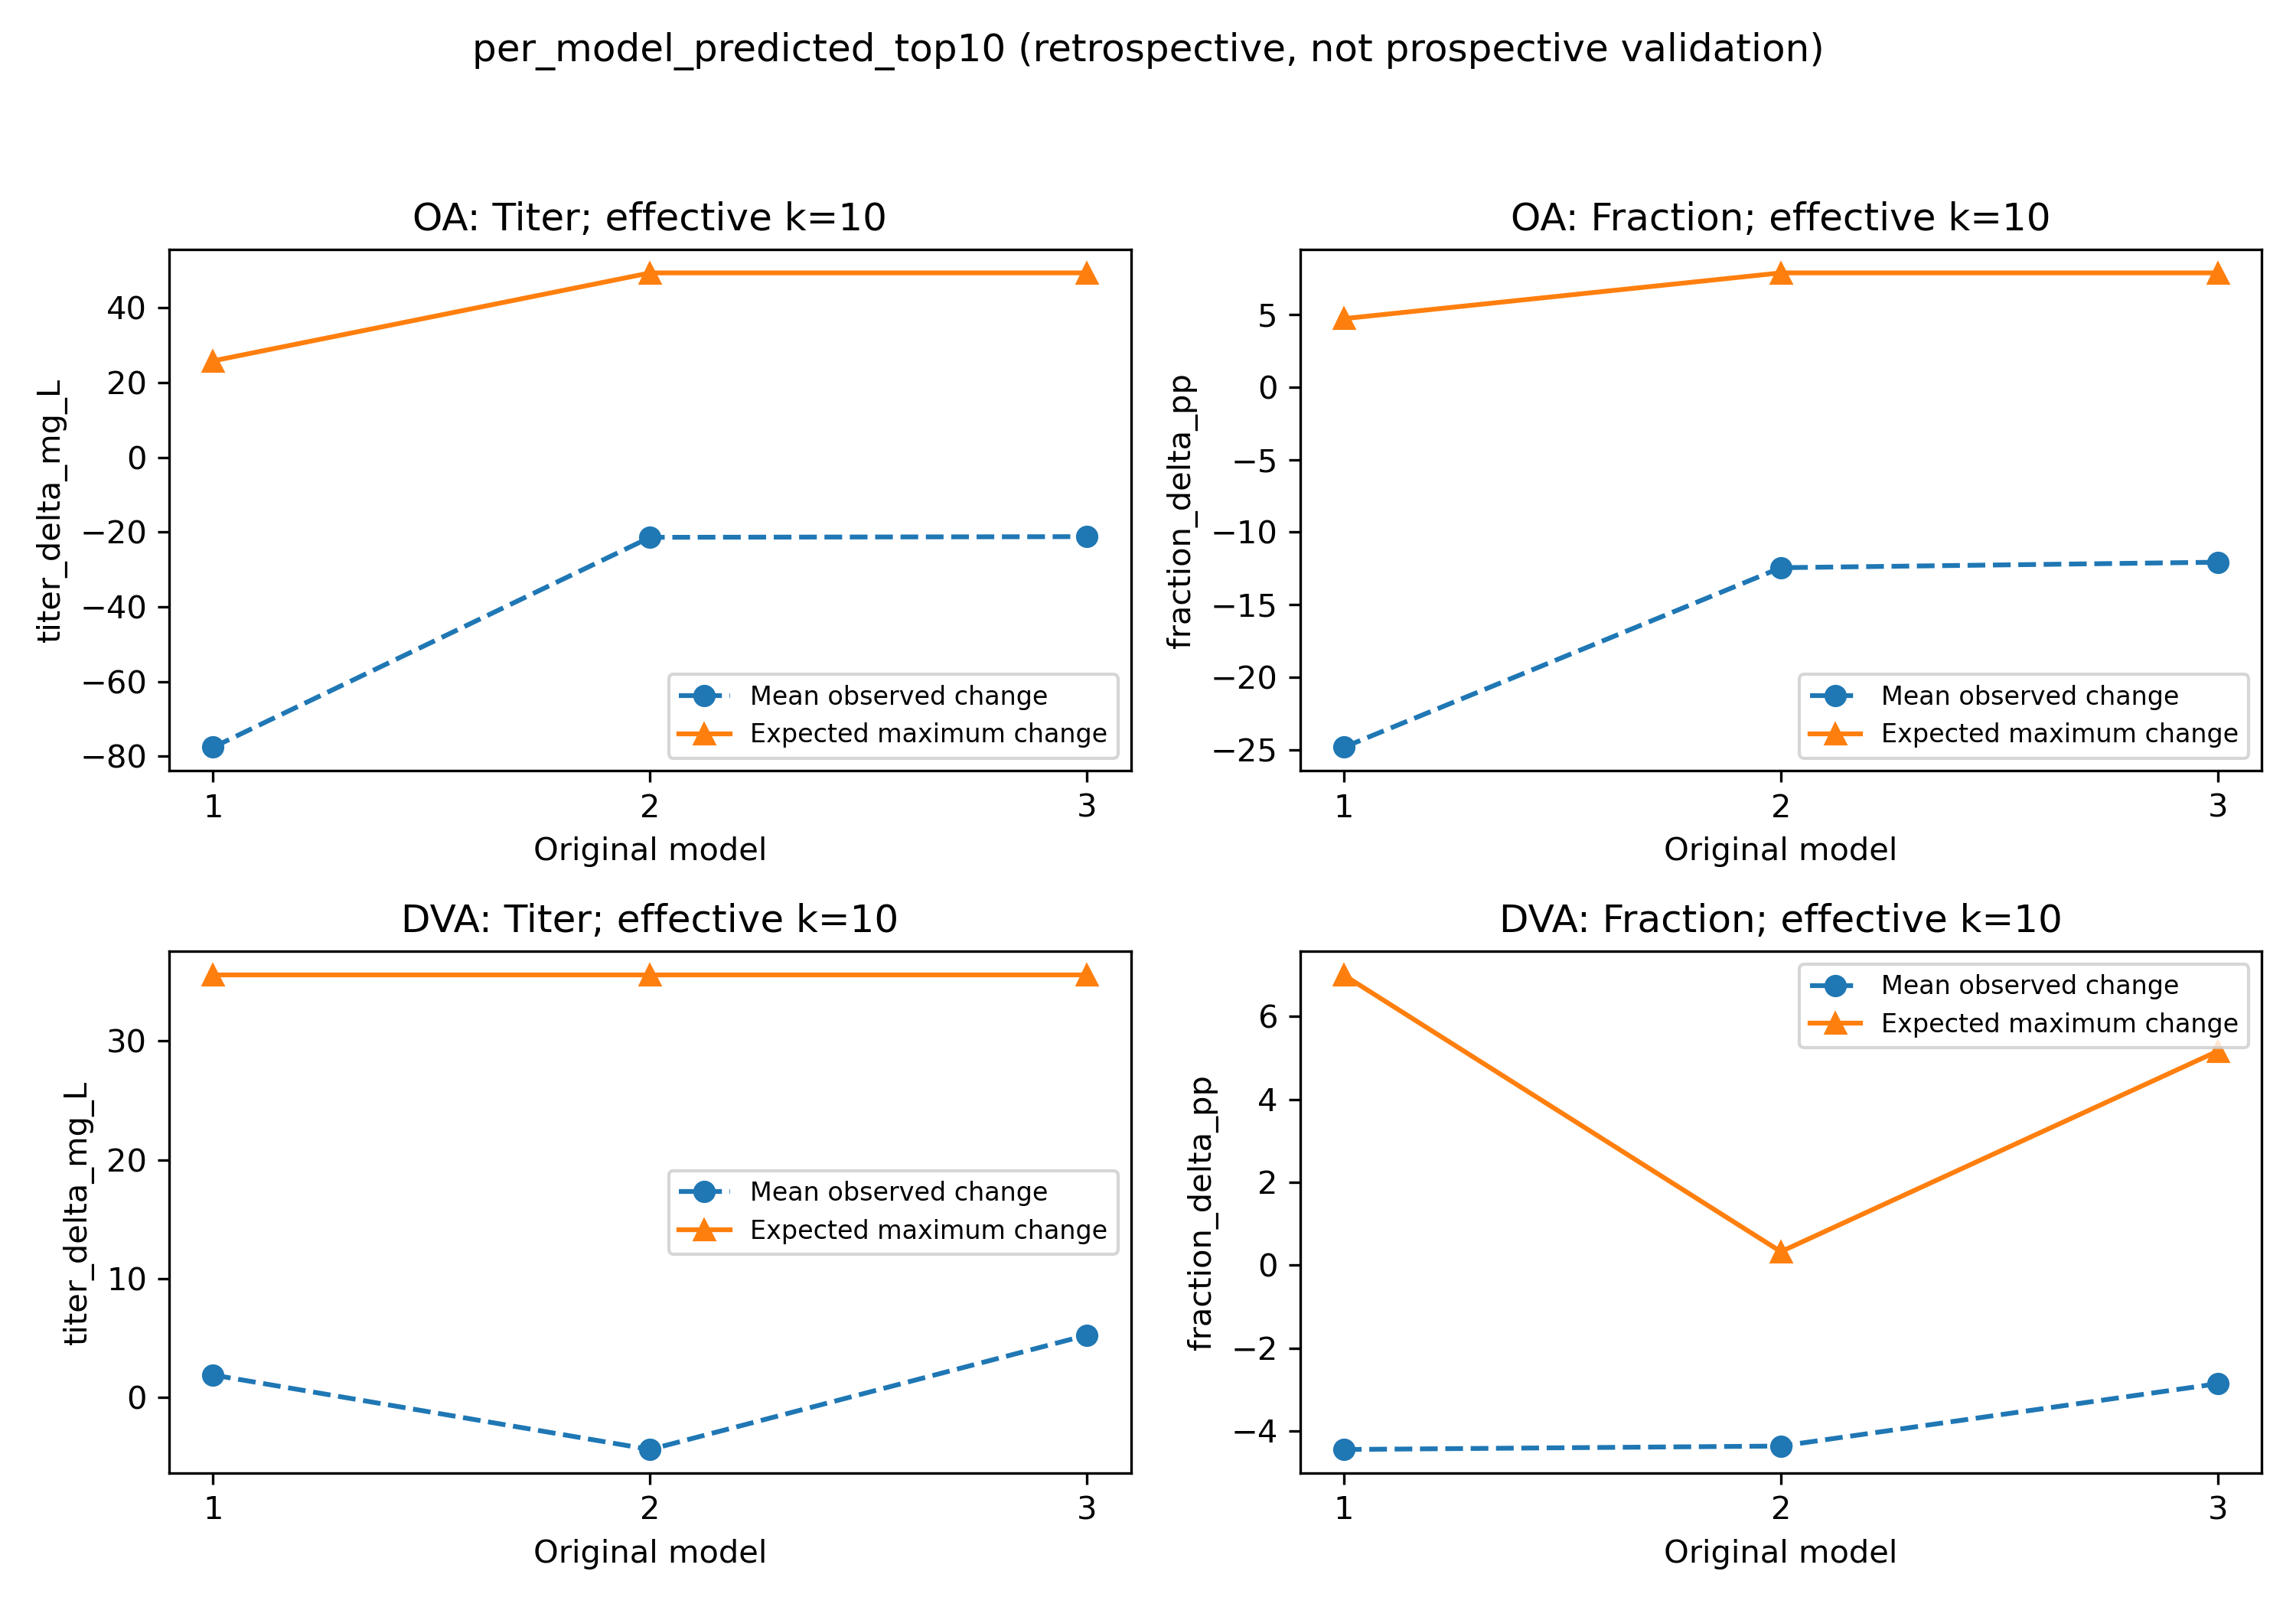 per_model_predicted_top10 (retrospective, not prospective validation)
OA: Titer; effective k=10
titer_delta_mg_L
40
20
0
−20
−40
−60
−80
Mean observed change
Expected maximum change
1
2
3
Original model
OA: Fraction; effective k=10
fraction_delta_pp
5
0
−5
−10
−15
−20
−25
Mean observed change
Expected maximum change
1
2
3
Original model
DVA: Titer; effective k=10
titer_delta_mg_L
30
20
10
0
Mean observed change
Expected maximum change
1
2
3
Original model
DVA: Fraction; effective k=10
fraction_delta_pp
6
4
2
0
−2
−4
Mean observed change
Expected maximum change
1
2
3
Original model